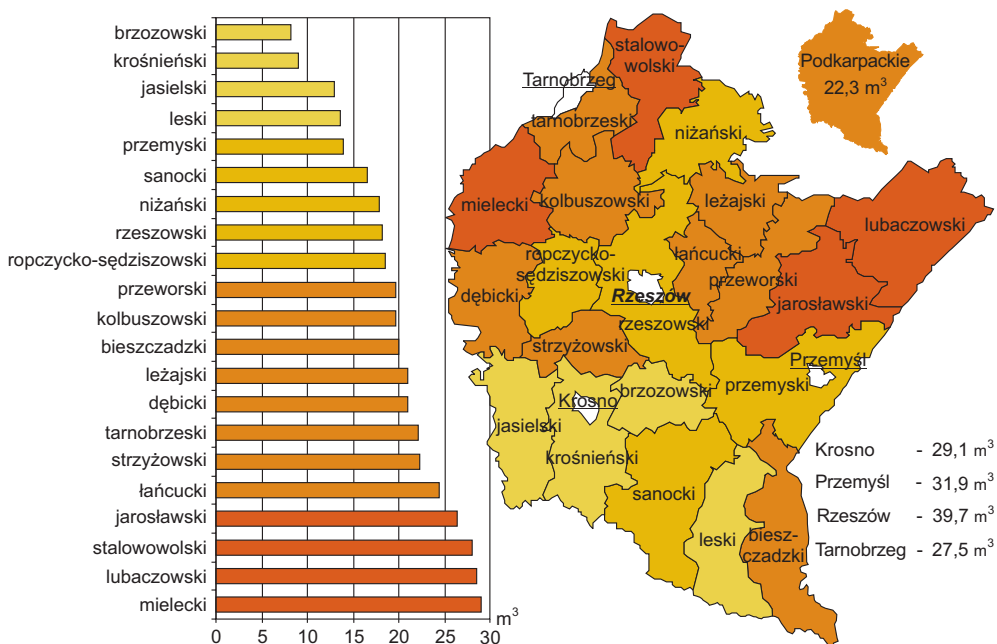 brzozowski
krośnieński
jasielski
leski
przemyski
sanocki
niżański
rzeszowski
ropczycko-sędziszowski
przeworski
kolbuszowski
bieszczadzki
leżajski
dębicki
tarnobrzeski
strzyżowski
łańcucki
jarosławski
stalowowolski
lubaczowski
mielecki
0 5 10 15 20 25 30
m³
stalowo-
wolski
Tarnobrzeg
tarnobrzeski
niżański
mielecki
kolbuszowski
leżajski
lubaczowski
ropczycko-
sędziszowski
łańcucki
przeworski
dębicki
Rzeszów
jarosławski
rzeszowski
strzyżowski
Przemyśl
brzozowski
przemyski
Krosno
jasielski
krośnieński
sanocki
leski
biesz-
czadzki
Podkarpackie
22,3 m³
Krosno - 29,1 m³
Przemyśl - 31,9 m³
Rzeszów - 39,7 m³
Tarnobrzeg - 27,5 m³